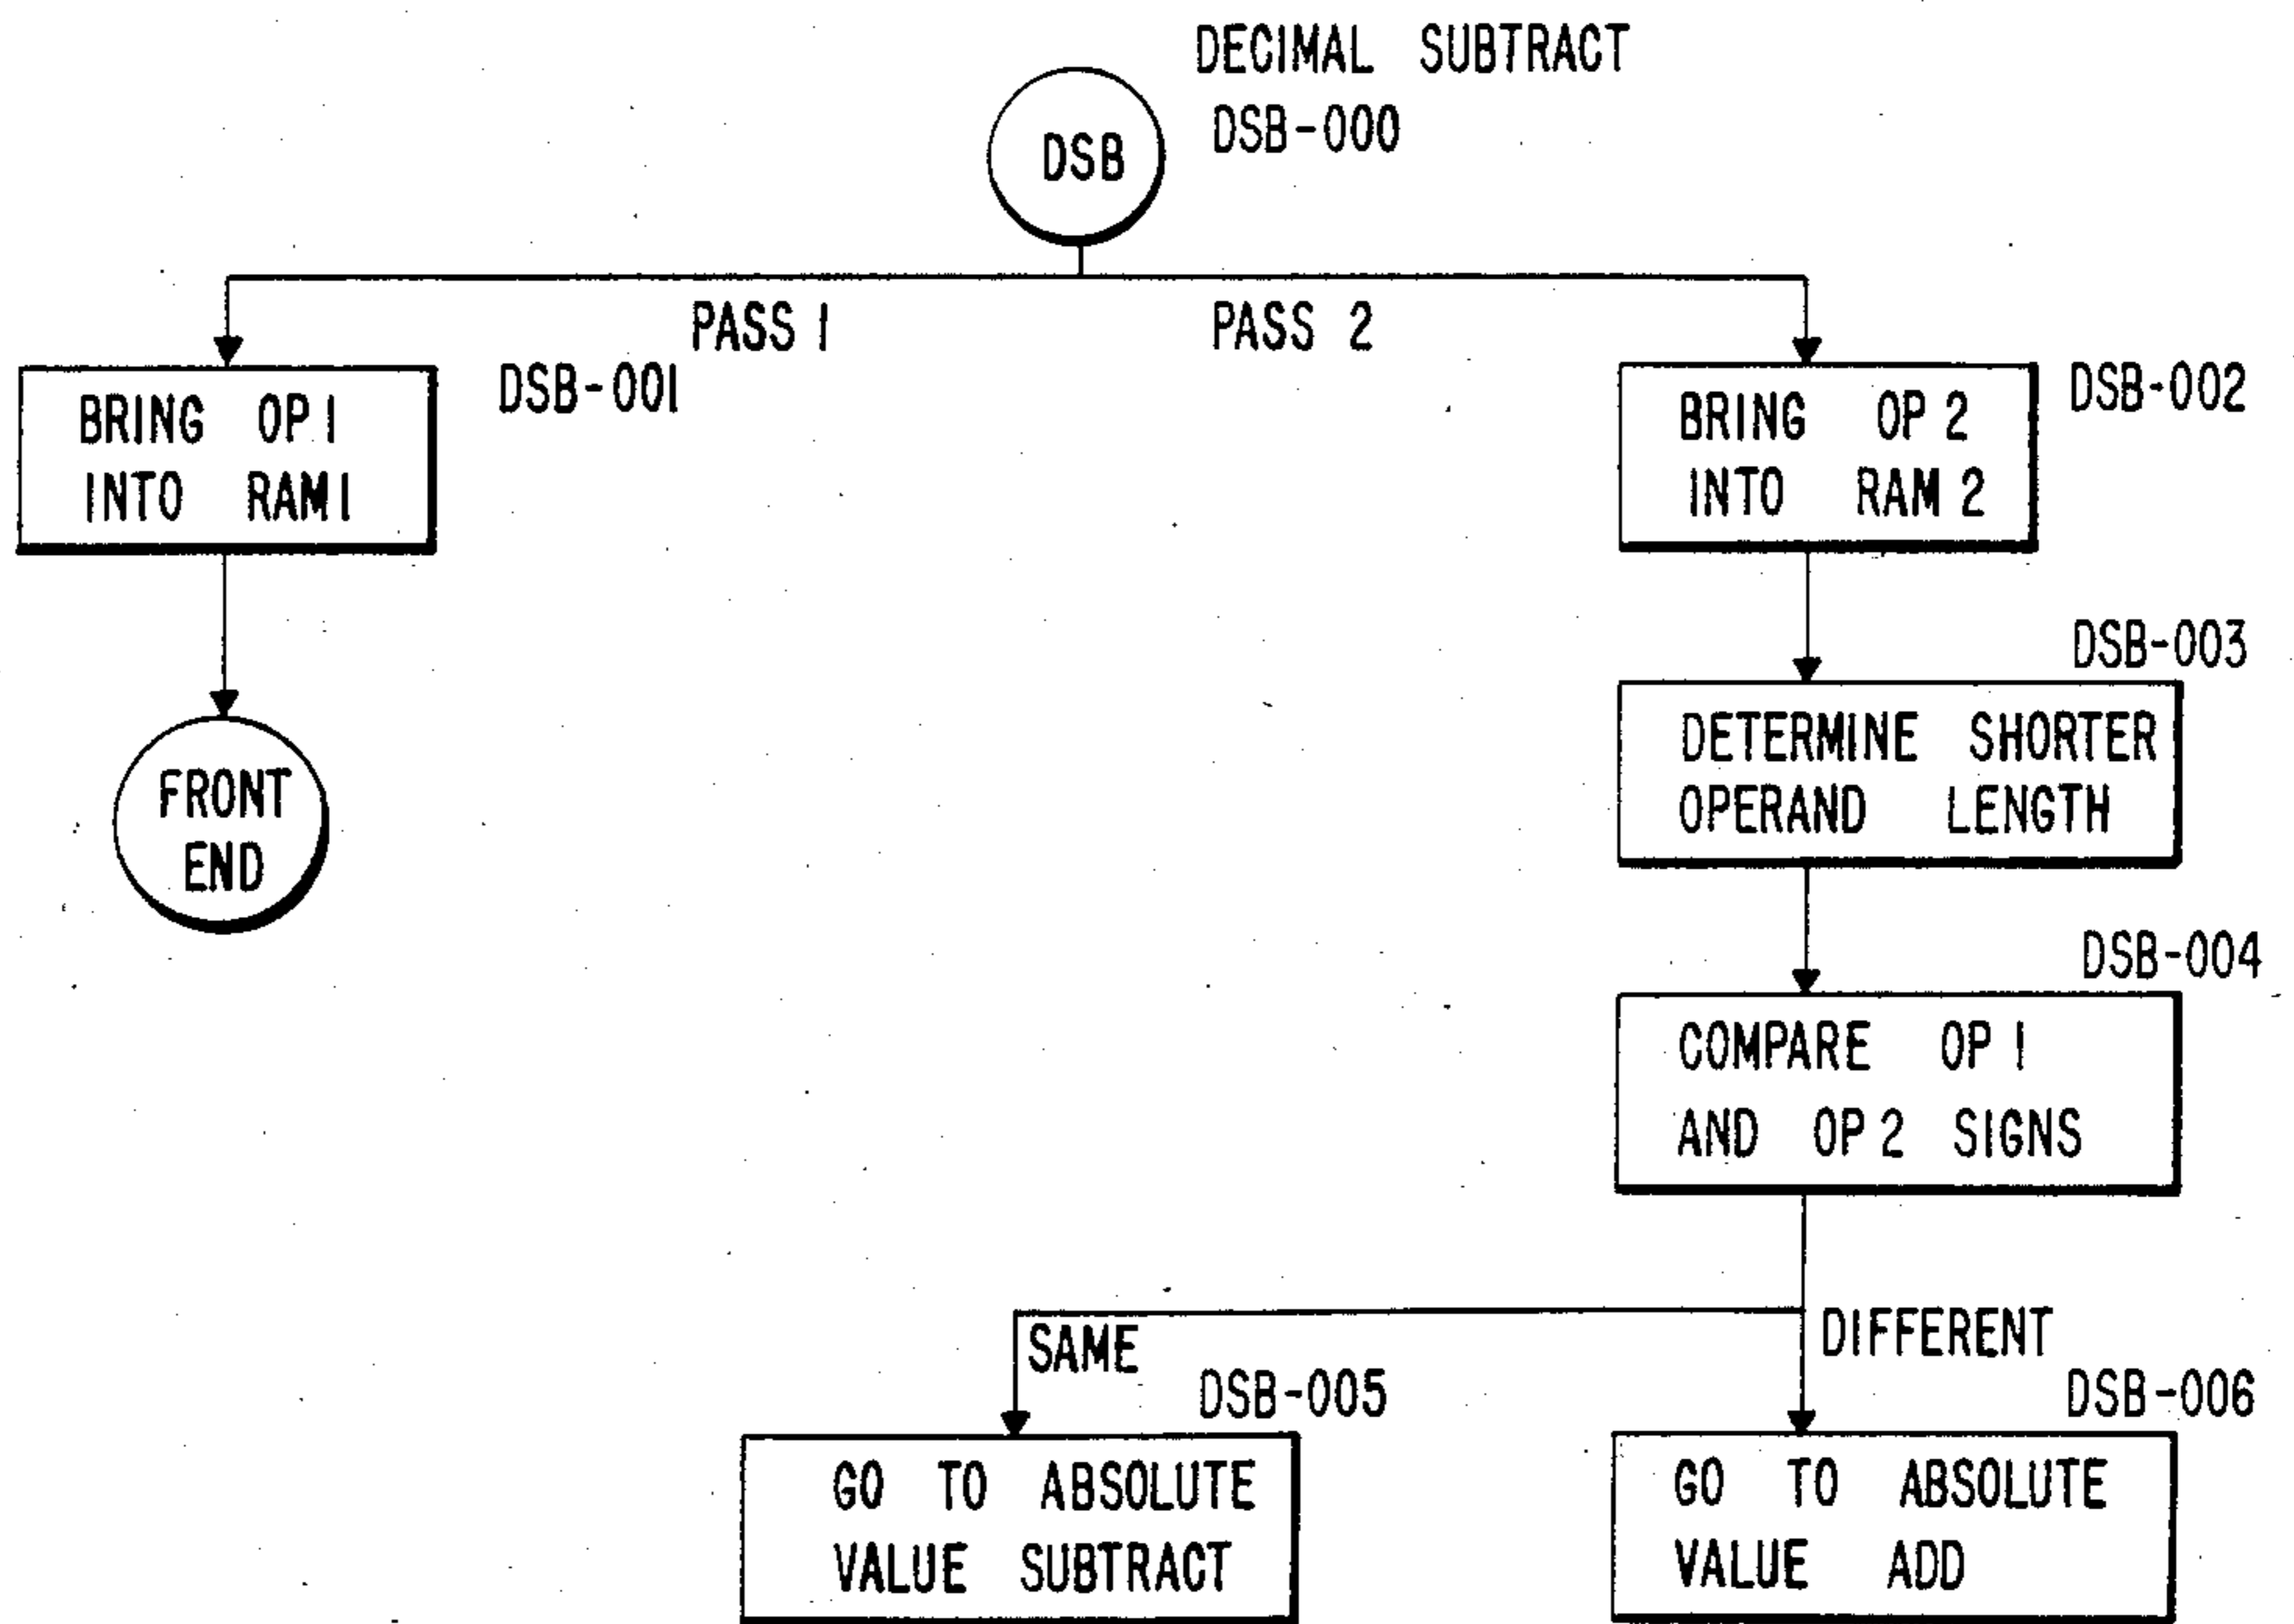 DECIMAL SUBTRACT
DSB-000
DSB
PASS 1
PASS 2
BRING OP 1
INTO RAM 1
DSB-001
BRING OP 2
INTO RAM 2
DSB-002
FRONT
END
DSB-003
DETERMINE SHORTER
OPERAND LENGTH
DSB-004
COMPARE OP 1
AND OP 2 SIGNS
SAME
DIFFERENT
DSB-005
GO TO ABSOLUTE
VALUE SUBTRACT
DSB-006
GO TO ABSOLUTE
VALUE ADD